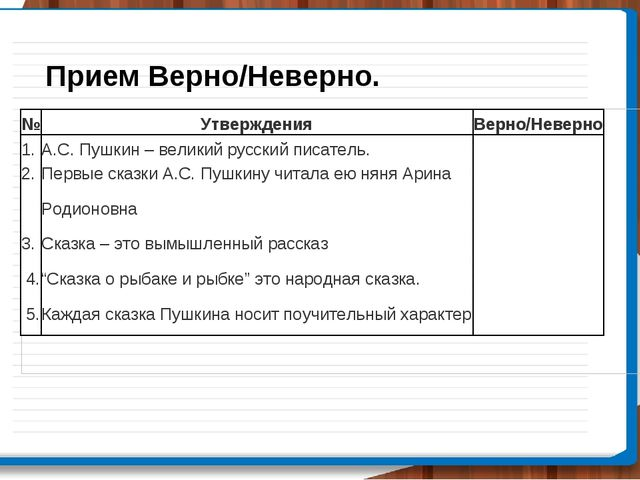 Прием Верно/Неверно.
№ Утверждения Верно/Неверно
1. А.С. Пушкин – великий русский писатель.
2. Первые сказки А.С. Пушкину читала ею няня Арина
Родионовна
3. Сказка – это вымышленный рассказ
4. “Сказка о рыбаке и рыбке” это народная сказка.
5. Каждая сказка Пушкина носит поучительный характер